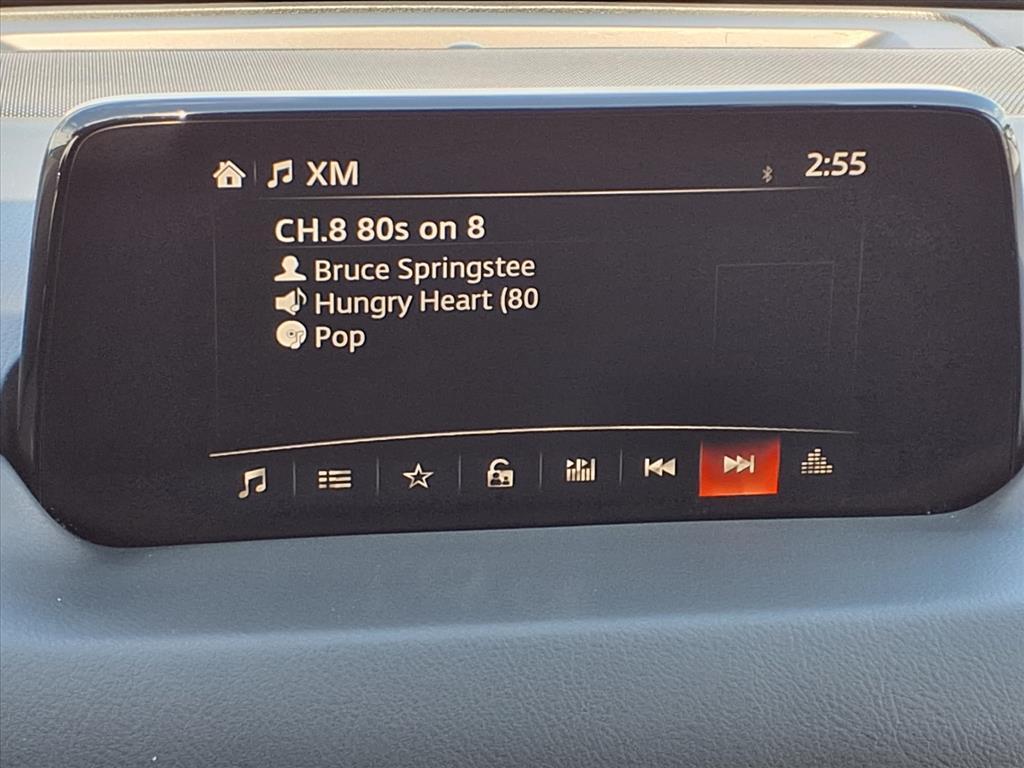 XM 2:55
CH.8 80s on 8
Bruce Springstee
Hungry Heart (80
Pop